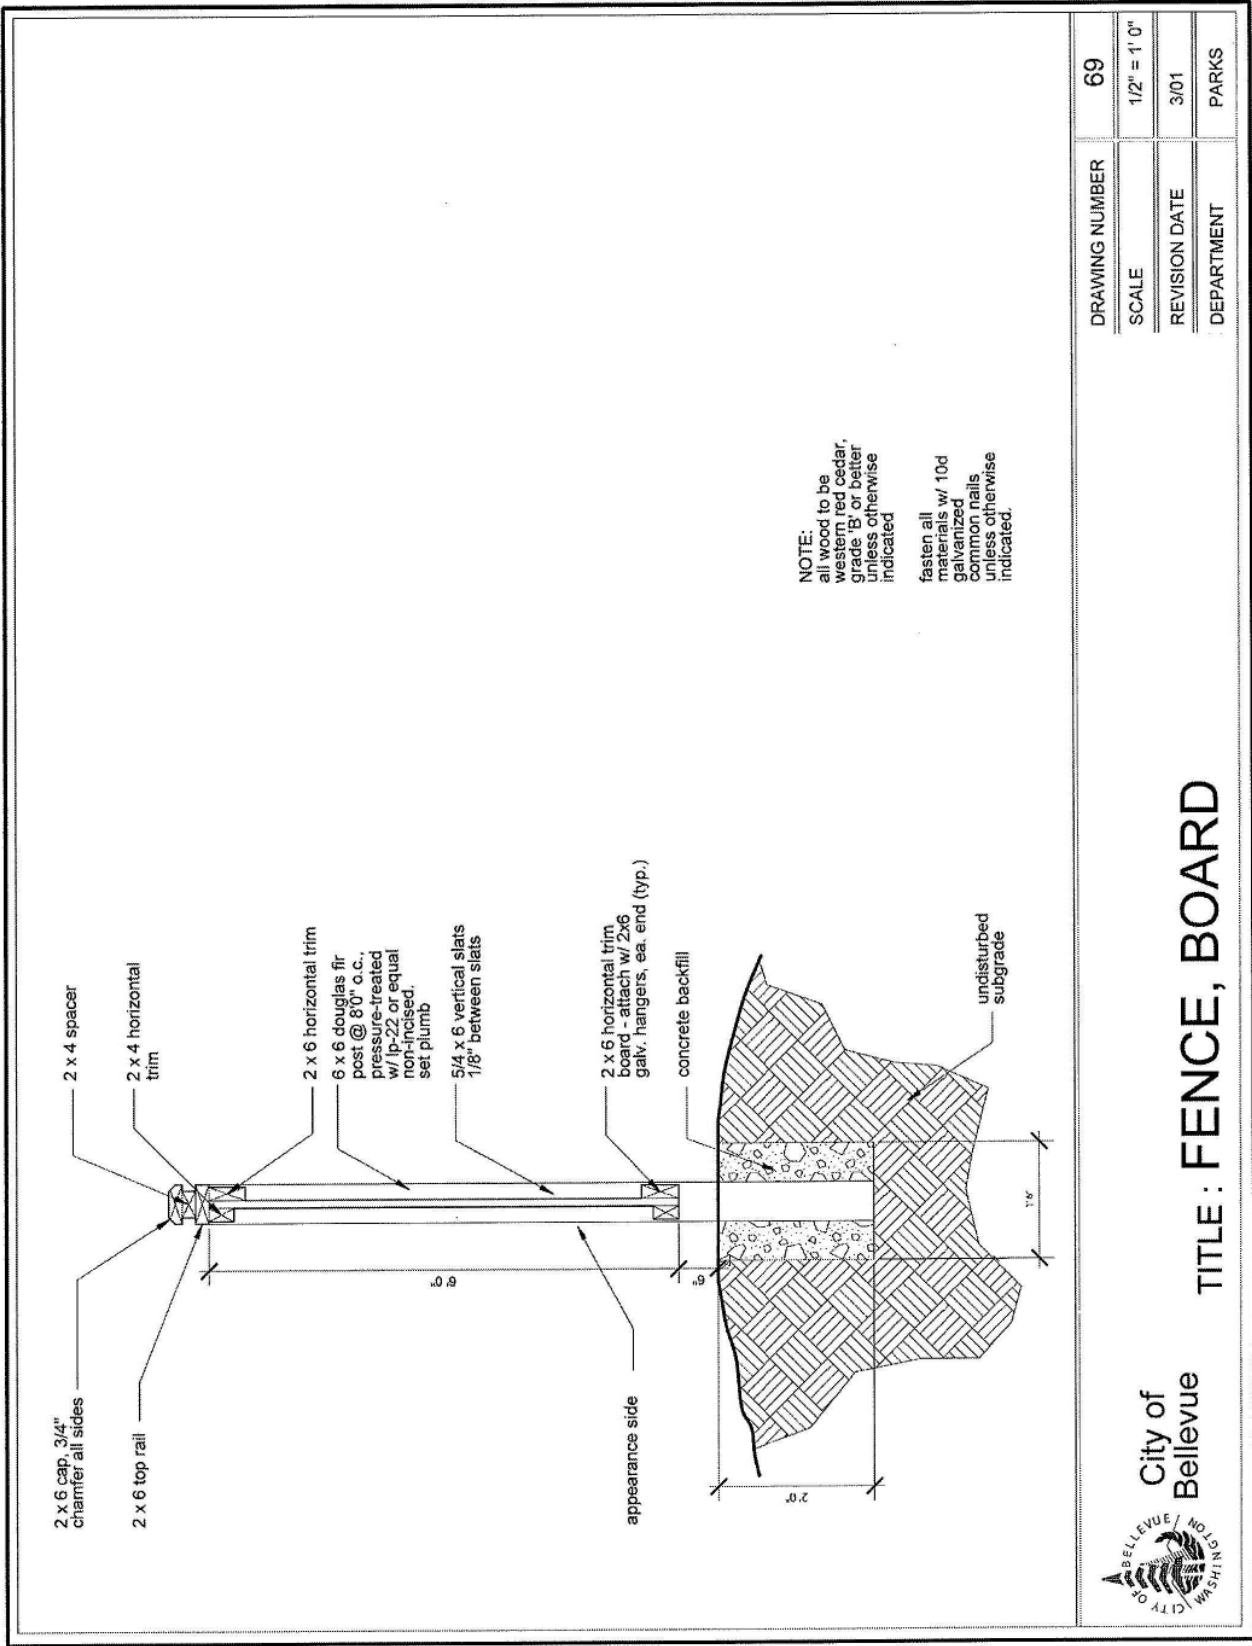 2 x 6 cap, 3/4"
chamfer all sides
2 x 6 top rail
appearance side
2 x 4 spacer
2 x 4 horizontal
trim
2 x 6 horizontal trim
6 x 6 douglas fir
post @ 8'0" o.c.,
pressure-treated
w/ lp-22 or equal
non-incised.
set plumb
5/4 x 6 vertical slats
1/8" between slats
2 x 6 horizontal trim
board - attach w/ 2x6
galv. hangers, ea. end (typ.)
concrete backfill
undisturbed
subgrade
6' 0"
6"
2' 0"
1'6"
NOTE:
all wood to be
western red cedar,
grade 'B' or better
unless otherwise
indicated
fasten all
materials w/ 10d
galvanized
common nails
unless otherwise
indicated.
CITY OF BELLEVUE
WASHINGTON
City of
Bellevue
TITLE : FENCE, BOARD
DRAWING NUMBER 69
SCALE 1/2" = 1' 0"
REVISION DATE 3/01
DEPARTMENT PARKS